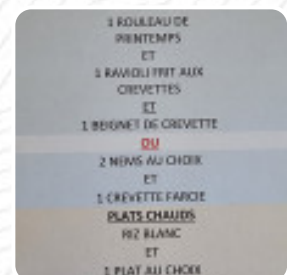 1 ROULEAU DE
PRINTEMPS
ET
1 RAVIOLI FRIT AUX
CREVETTES
ET
1 BEIGNET DE CREVETTE
OU
2 NEMS AU CHOIX
ET
1 CREVETTE FARCIE
PLATS CHAUDS
RIZ BLANC
ET
1 PLAT AU CHOIX